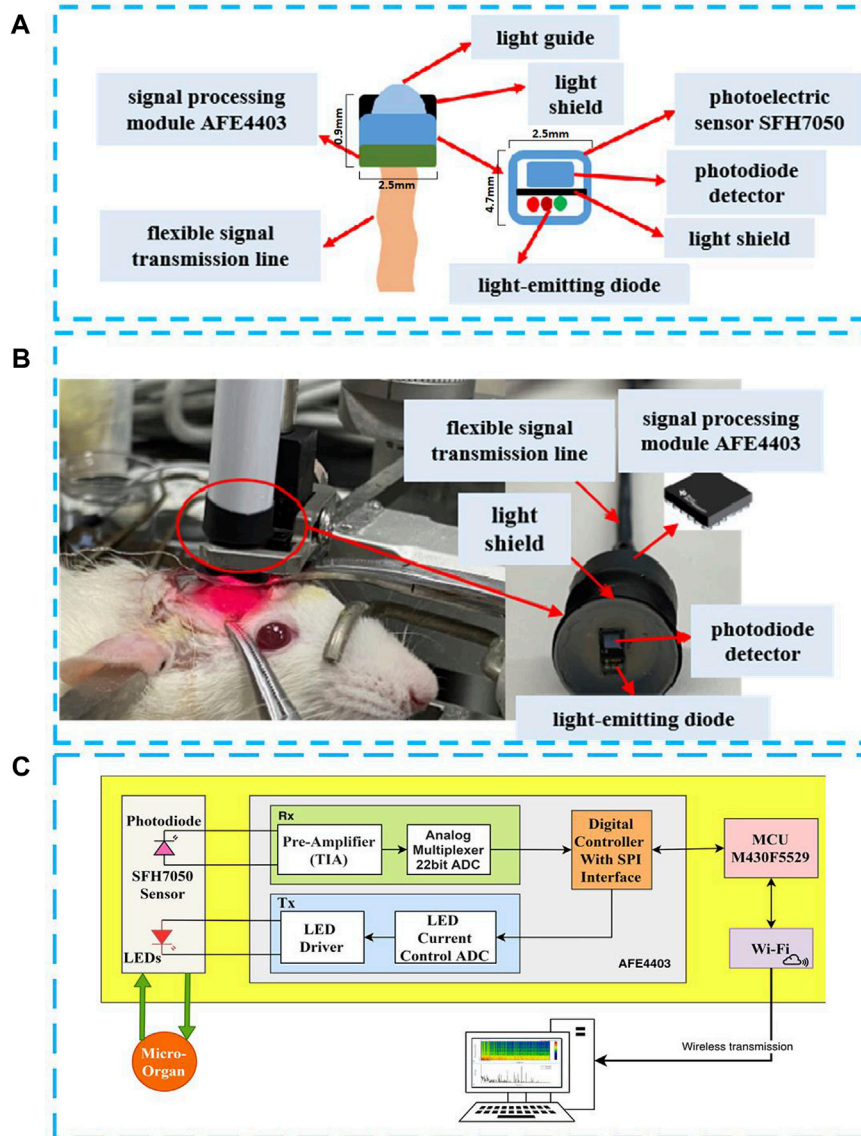 A
light guide
signal processing
module AFE4403
light
shield
photoelectric
sensor SFH7050
0.9mm
2.5mm
2.5mm
4.7mm
photodiode
detector
flexible signal
transmission line
light shield
light-emitting diode
B
flexible signal
transmission line
signal processing
module AFE4403
light
shield
photodiode
detector
light-emitting diode
C
Photodiode
SFH7050
Sensor
LEDs
Rx
Pre-Amplifier
(TIA)
Analog
Multiplexer
22bit ADC
Digital
Controller
With SPI
Interface
MCU
M430F5529
Tx
LED
Driver
LED
Current
Control ADC
AFE4403
Wi-Fi
Micro-
Organ
Wireless transmission